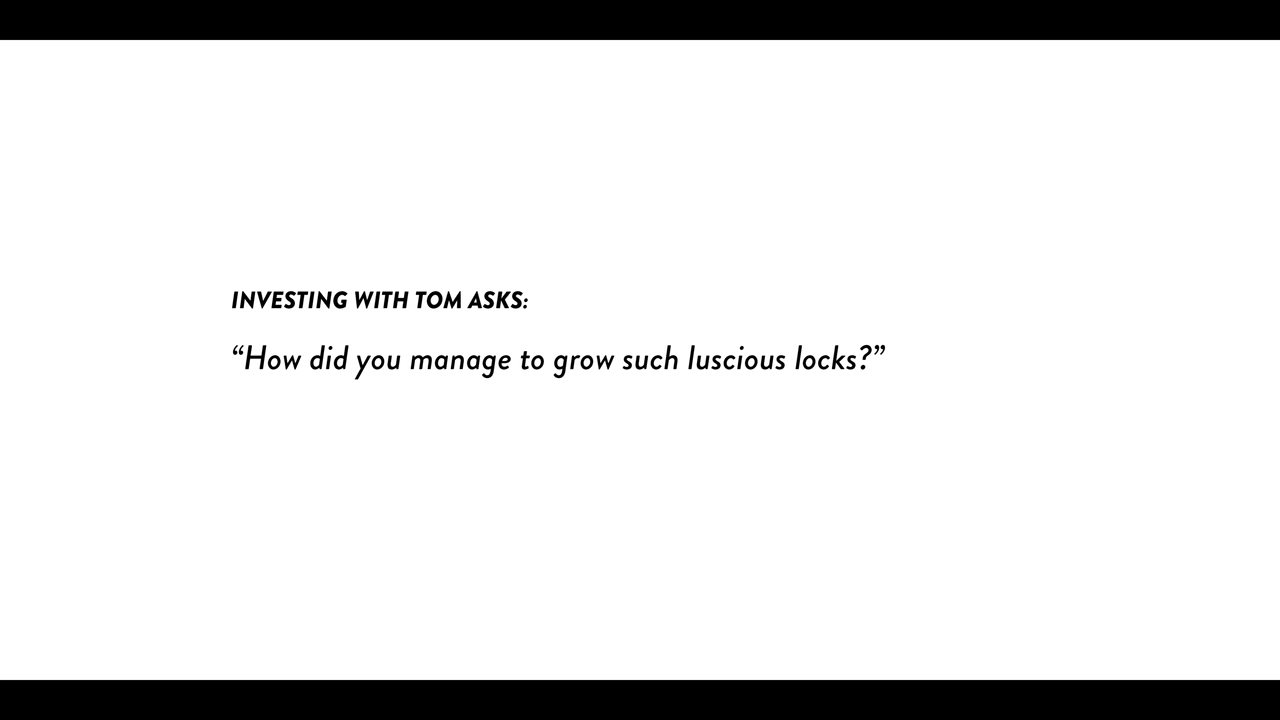 INVESTING WITH TOM ASKS:
“How did you manage to grow such luscious locks?”